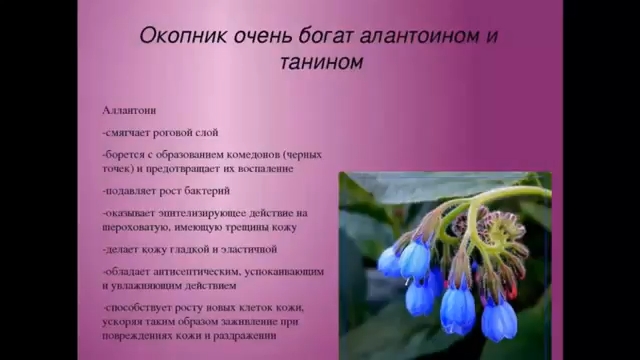 Окопник очень богат алантоином и
танином
Аллантоин
-смягчает роговой слой
-борется с образованием комедонов (черных
точек) и предотвращает их воспаление
-подавляет рост бактерий
-оказывает эпителизирующее действие на
шероховатую, имеющую трещины кожу
-делает кожу гладкой и эластичной
-обладает антисептическим, успокаивающим
и увлажняющим действием
-способствует росту новых клеток кожи,
ускоряя таким образом заживление при
повреждениях кожи и раздражении